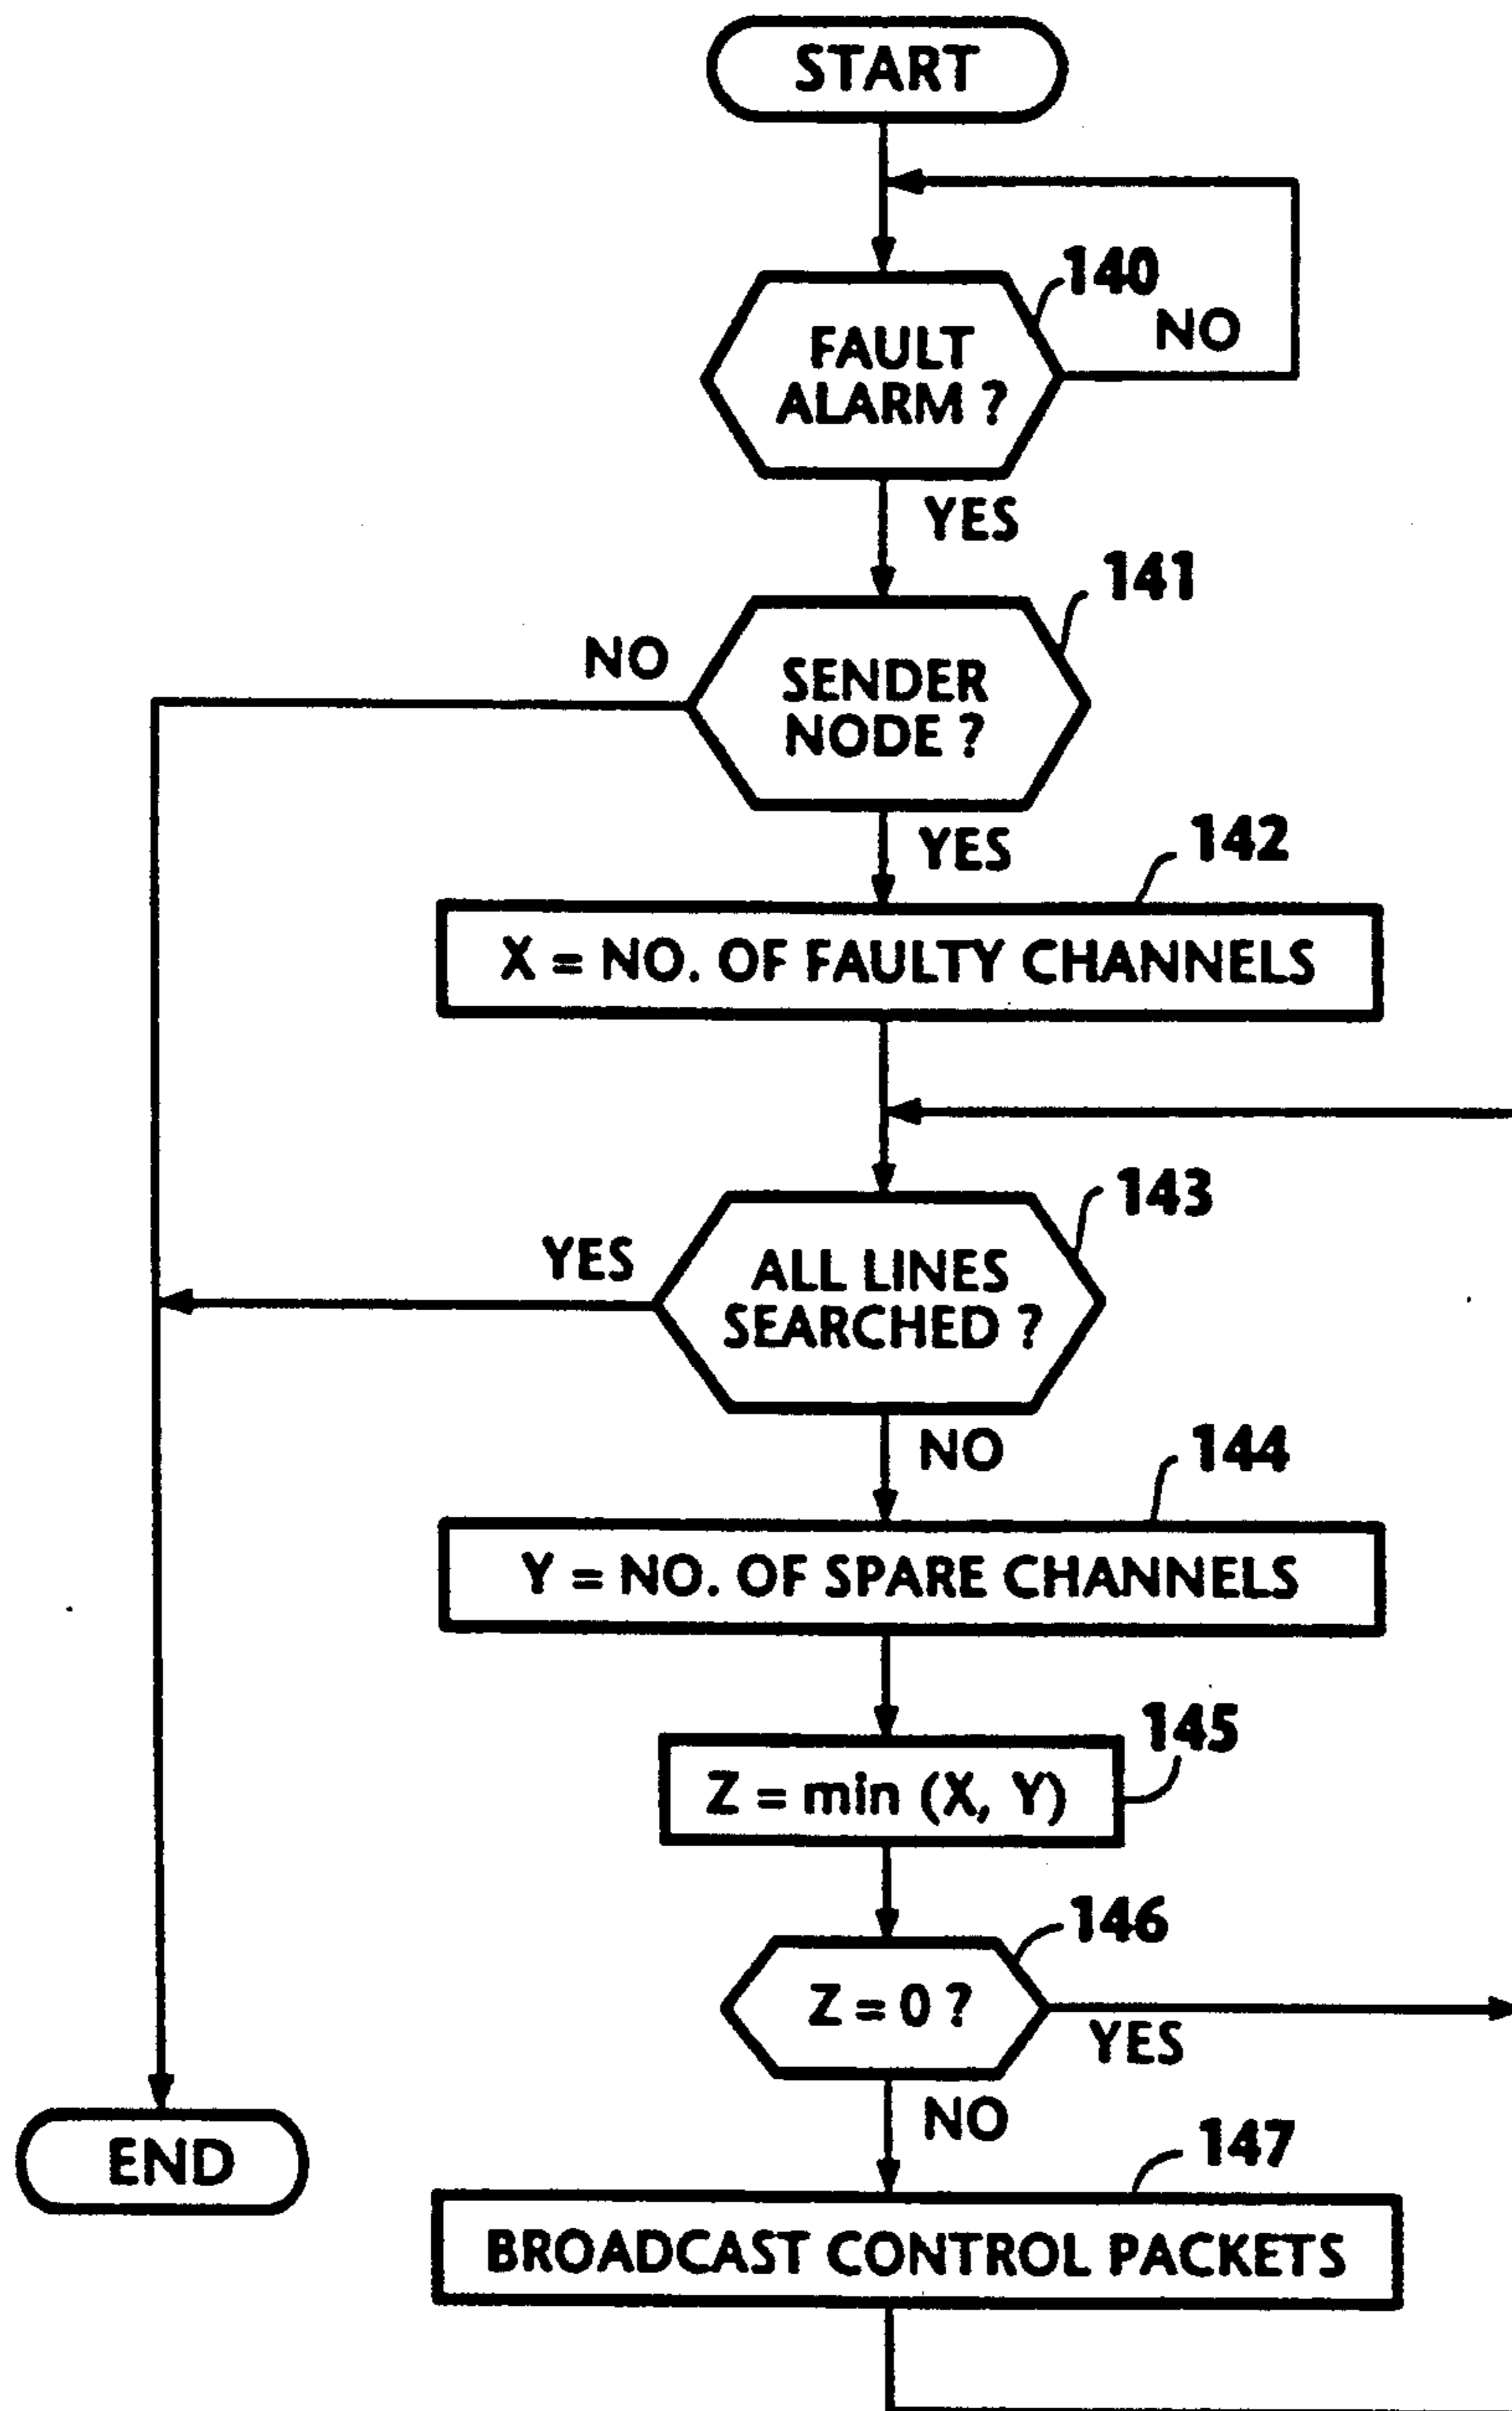 START
140
NO
FAULT
ALARM ?
YES
141
NO
SENDER
NODE ?
YES
142
X = NO. OF FAULTY CHANNELS
143
YES
ALL LINES
SEARCHED ?
NO
144
Y = NO. OF SPARE CHANNELS
145
Z = min (X, Y)
146
Z = 0 ?
YES
NO
END
147
BROADCAST CONTROL PACKETS